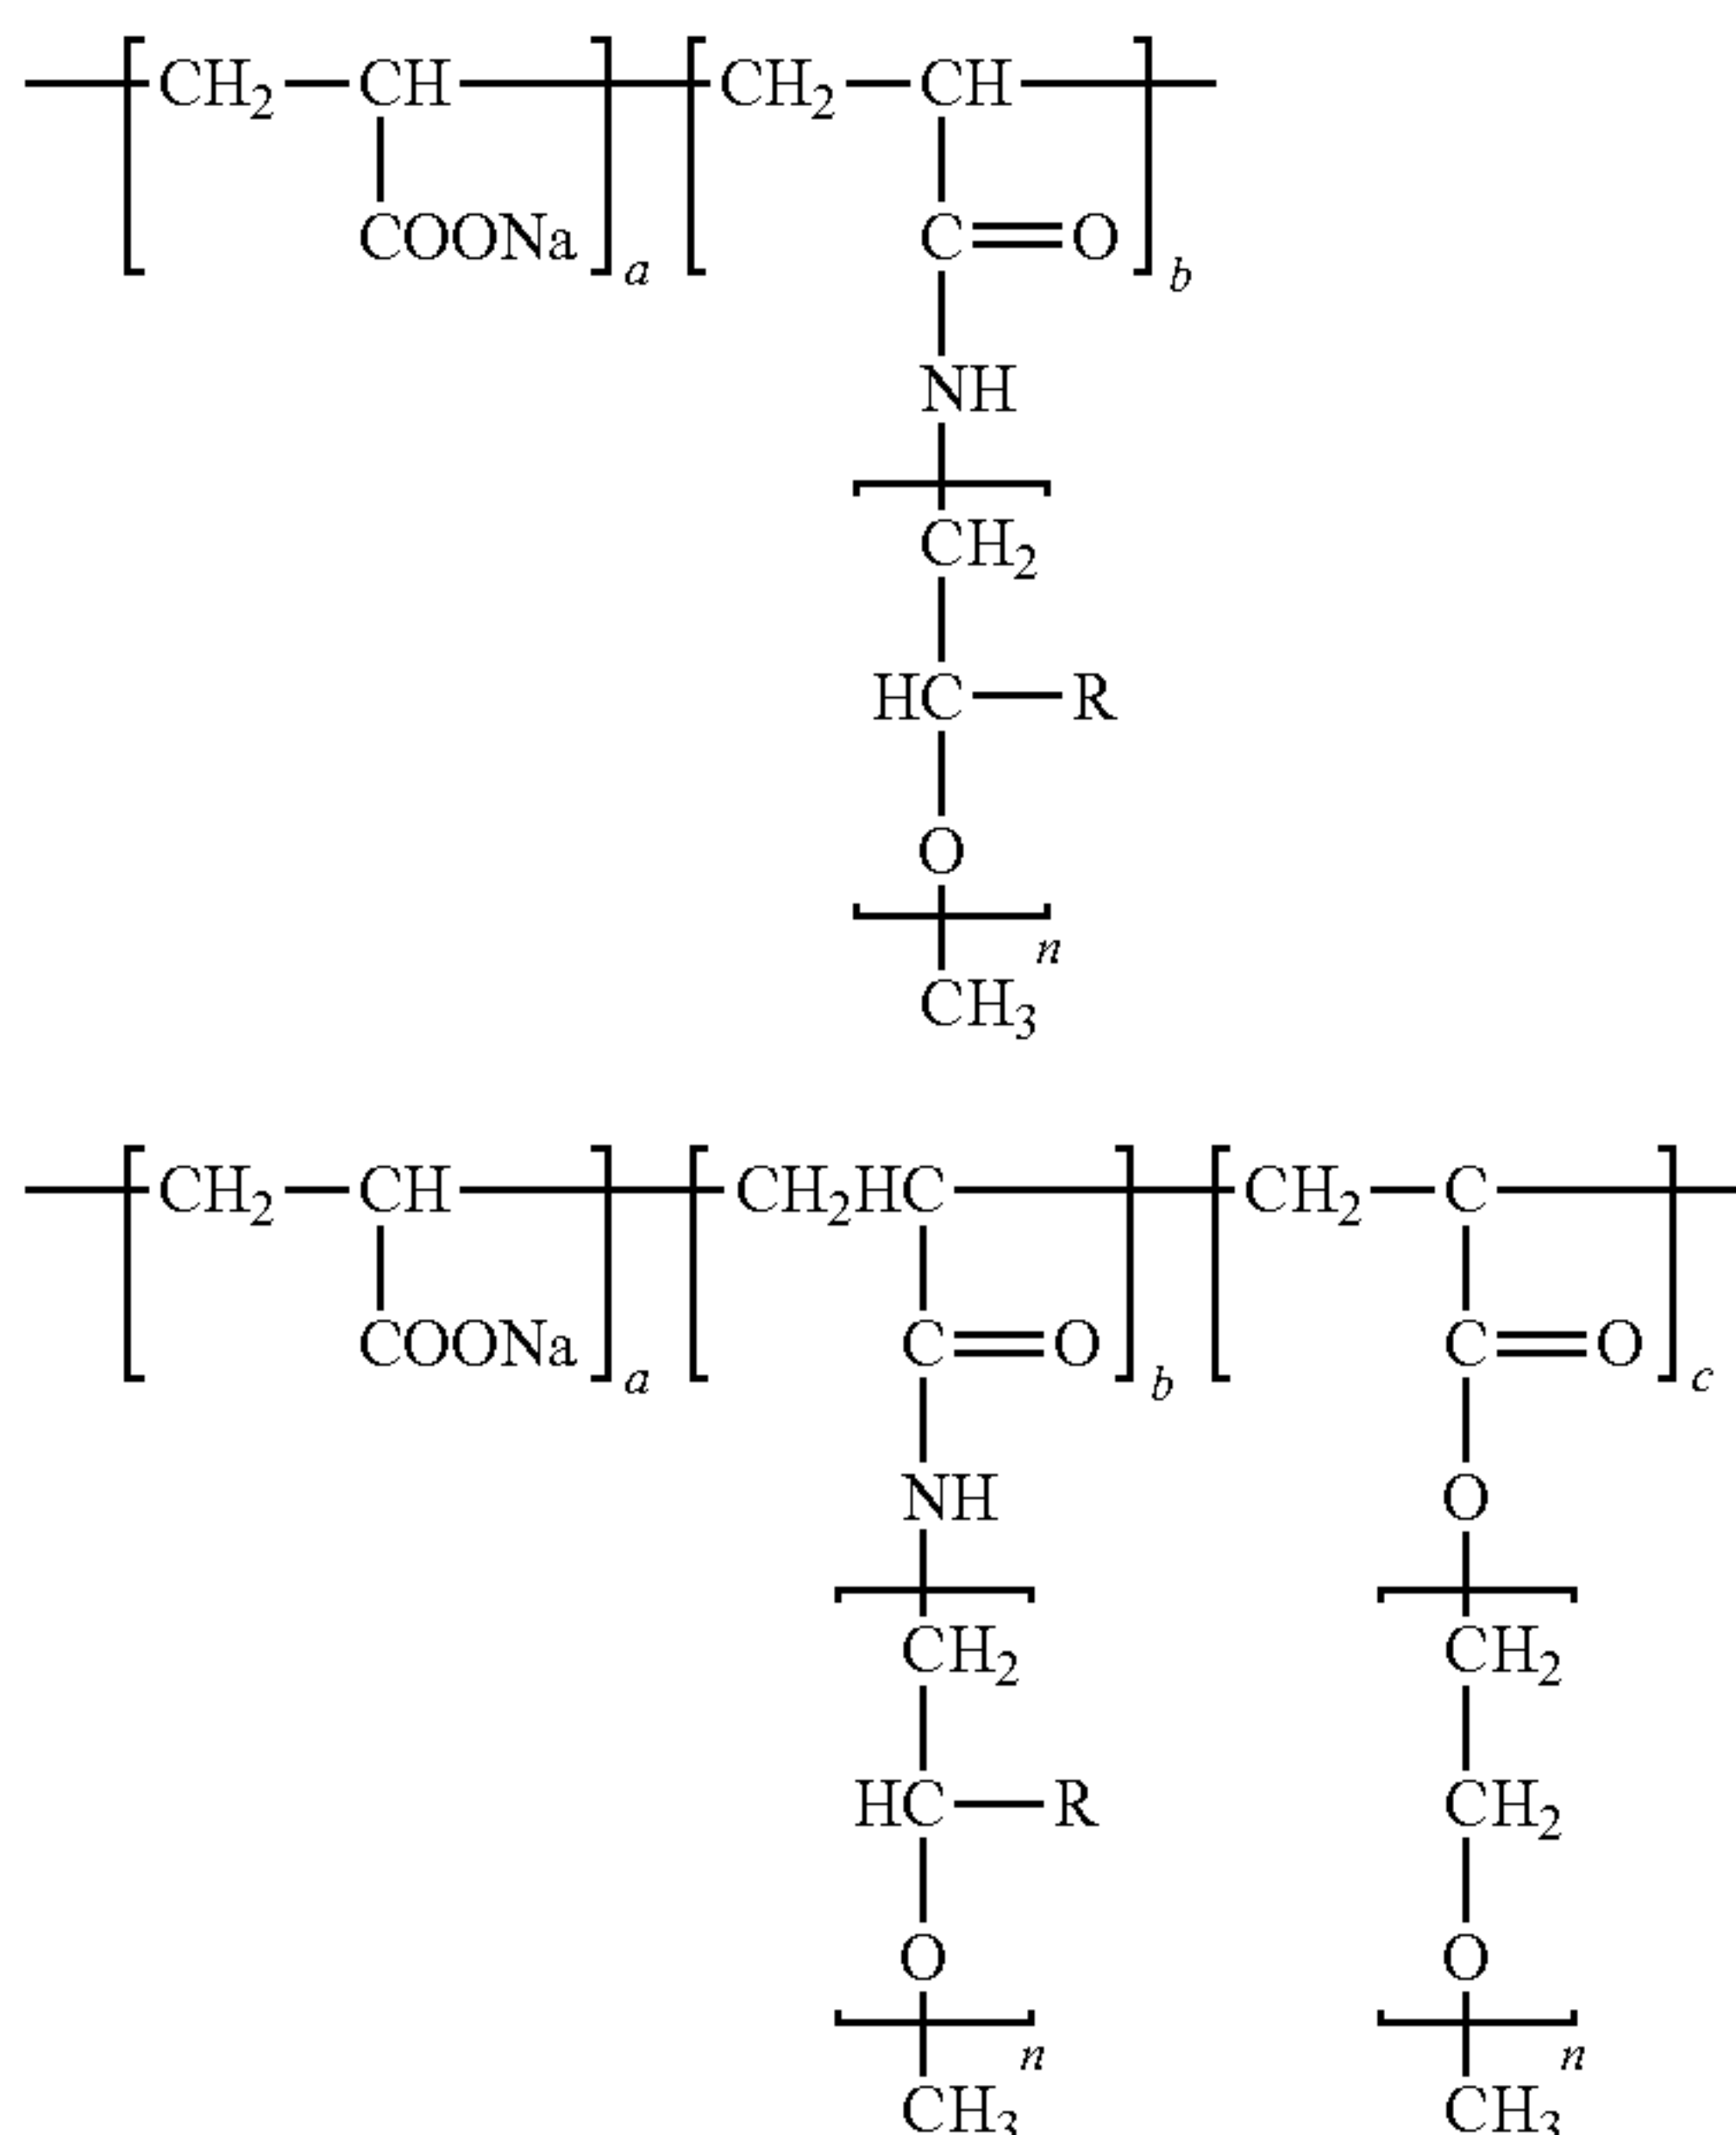 CH₂ CH CH₂ CH
COONa a C O b
NH
CH₂
HC R
O
n
CH₃
CH₂ CH CH₂HC CH₂ C
COONa a C O b C O c
NH O
CH₂ CH₂
HC R CH₂
O O
n n
CH₃ CH₃